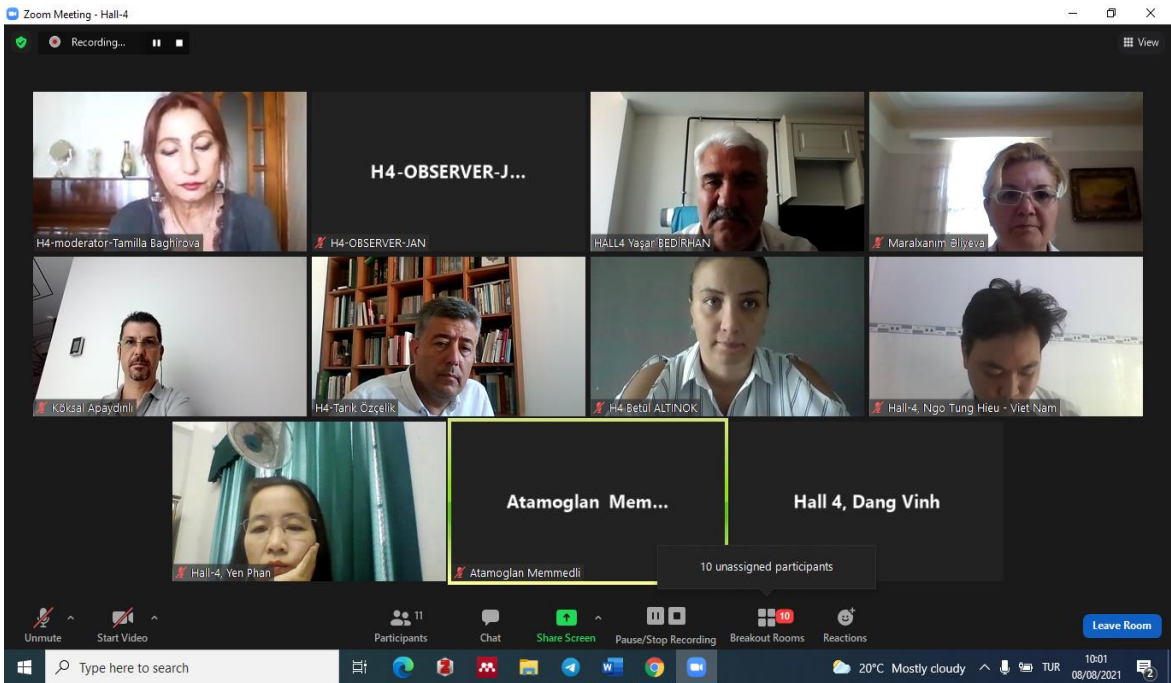 Zoom Meeting - Hall-4
Recording...
View
H4-moderator-Tamilla Baghirova
H4-OBSERVER-J...
H4-OBSERVER-JAN
HALL4 Yaşar BEDİRHAN
Maralxanım Əliyeva
Köksal Apaydınlı
H4-Tarık Özçelik
H4-Betül ALTINOK
Hall-4, Ngo Tung Hieu - Viet Nam
Hall-4, Yen Phan
Atamoglan Mem...
Atamoglan Memmedli
Hall 4, Dang Vinh
10 unassigned participants
Unmute
Start Video
11
Participants
Chat
Share Screen
Pause/Stop Recording
10
Breakout Rooms
Reactions
Leave Room
Type here to search
20°C Mostly cloudy
TUR
10:01
08/08/2021
2